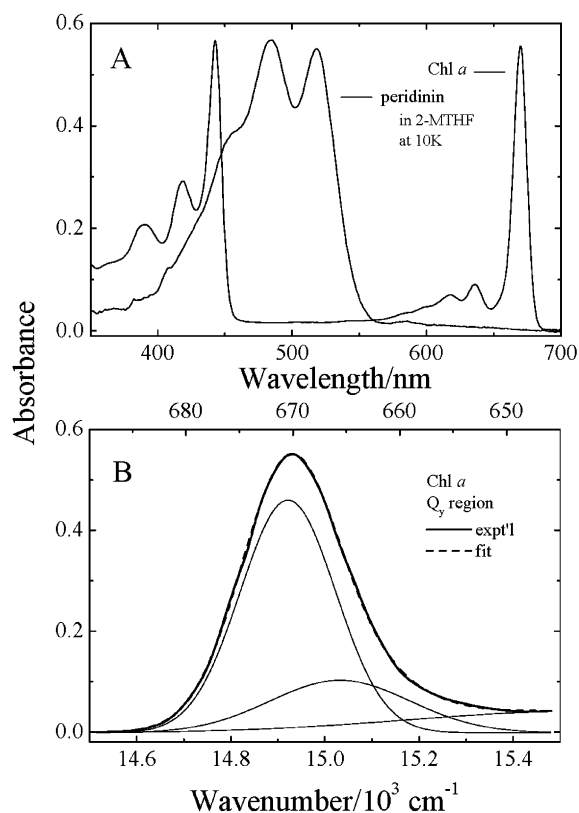 A
0.6
0.4
0.2
0.0
Chl a
peridinin
in 2-MTHF
at 10K
400
500
600
700
Wavelength/nm
Absorbance
680
670
660
650
B
0.6
0.4
0.2
0.0
Chl a
Qy region
expt'l
fit
14.6
14.8
15.0
15.2
15.4
Wavenumber/10³ cm⁻¹